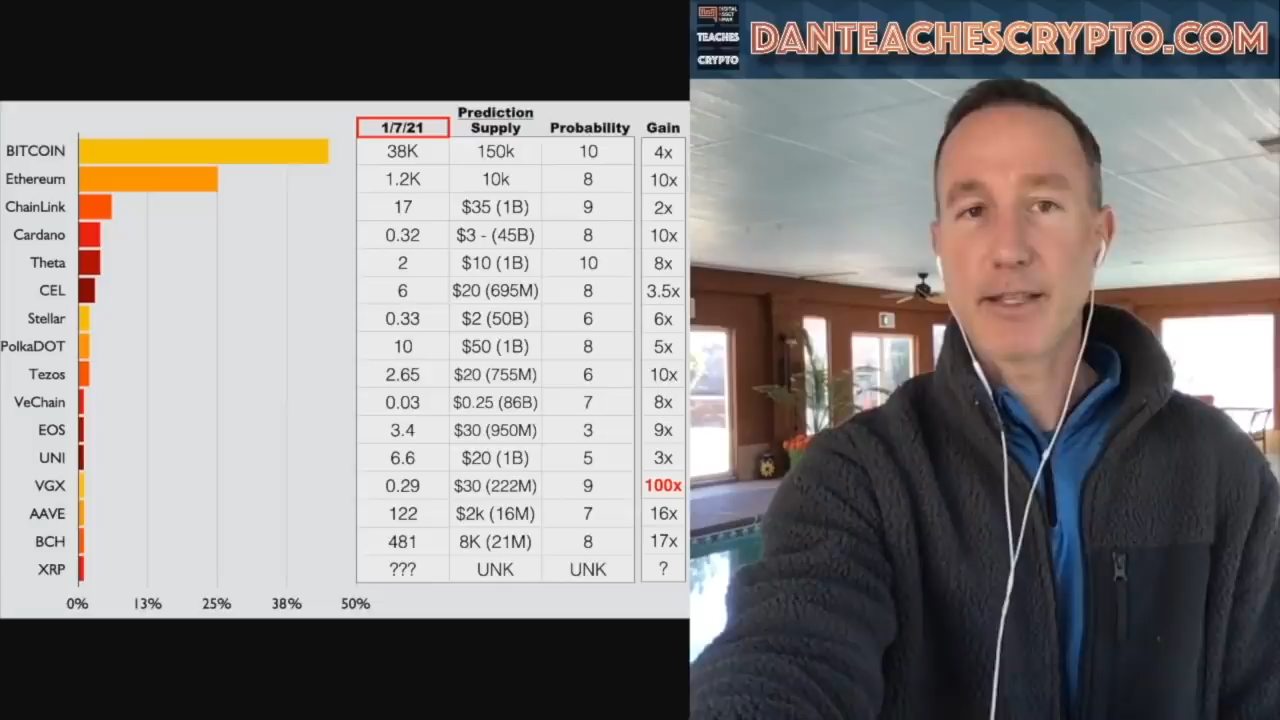 Prediction
1/7/21 Supply Probability Gain
BITCOIN 38K 150k 10 4x
Ethereum 1.2K 10k 8 10x
ChainLink 17 $35 (1B) 9 2x
Cardano 0.32 $3 - (45B) 8 10x
Theta 2 $10 (1B) 10 8x
CEL 6 $20 (695M) 8 3.5x
Stellar 0.33 $2 (50B) 6 6x
PolkaDOT 10 $50 (1B) 8 5x
Tezos 2.65 $20 (755M) 6 10x
VeChain 0.03 $0.25 (86B) 7 8x
EOS 3.4 $30 (950M) 3 9x
UNI 6.6 $20 (1B) 5 3x
VGX 0.29 $30 (222M) 9 100x
AAVE 122 $2k (16M) 7 16x
BCH 481 8K (21M) 8 17x
XRP ??? UNK UNK ?
0% 13% 25% 38% 50%
DIGITAL
ASSET
NEWS
TEACHES
CRYPTO
DANTEACHESCRYPTO.COM